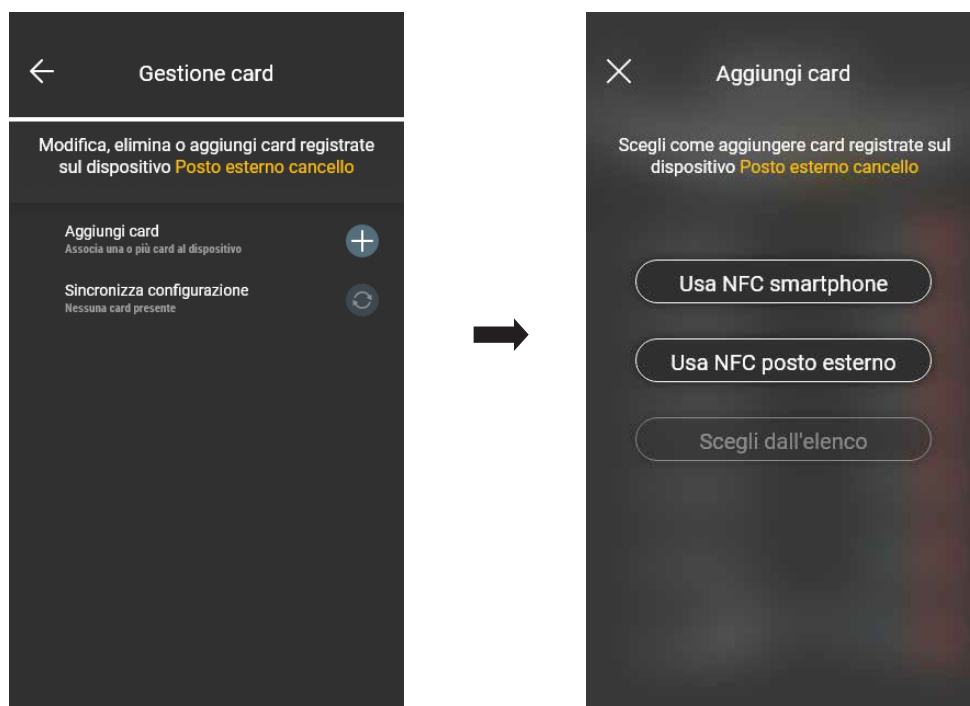 Gestione card
Modifica, elimina o aggiungi card registrate
sul dispositivo Posto esterno cancello
Aggiungi card
Associa una o più card al dispositivo
Sincronizza configurazione
Nessuna card presente
Aggiungi card
Scegli come aggiungere card registrate sul
dispositivo Posto esterno cancello
Usa NFC smartphone
Usa NFC posto esterno
Scegli dall'elenco